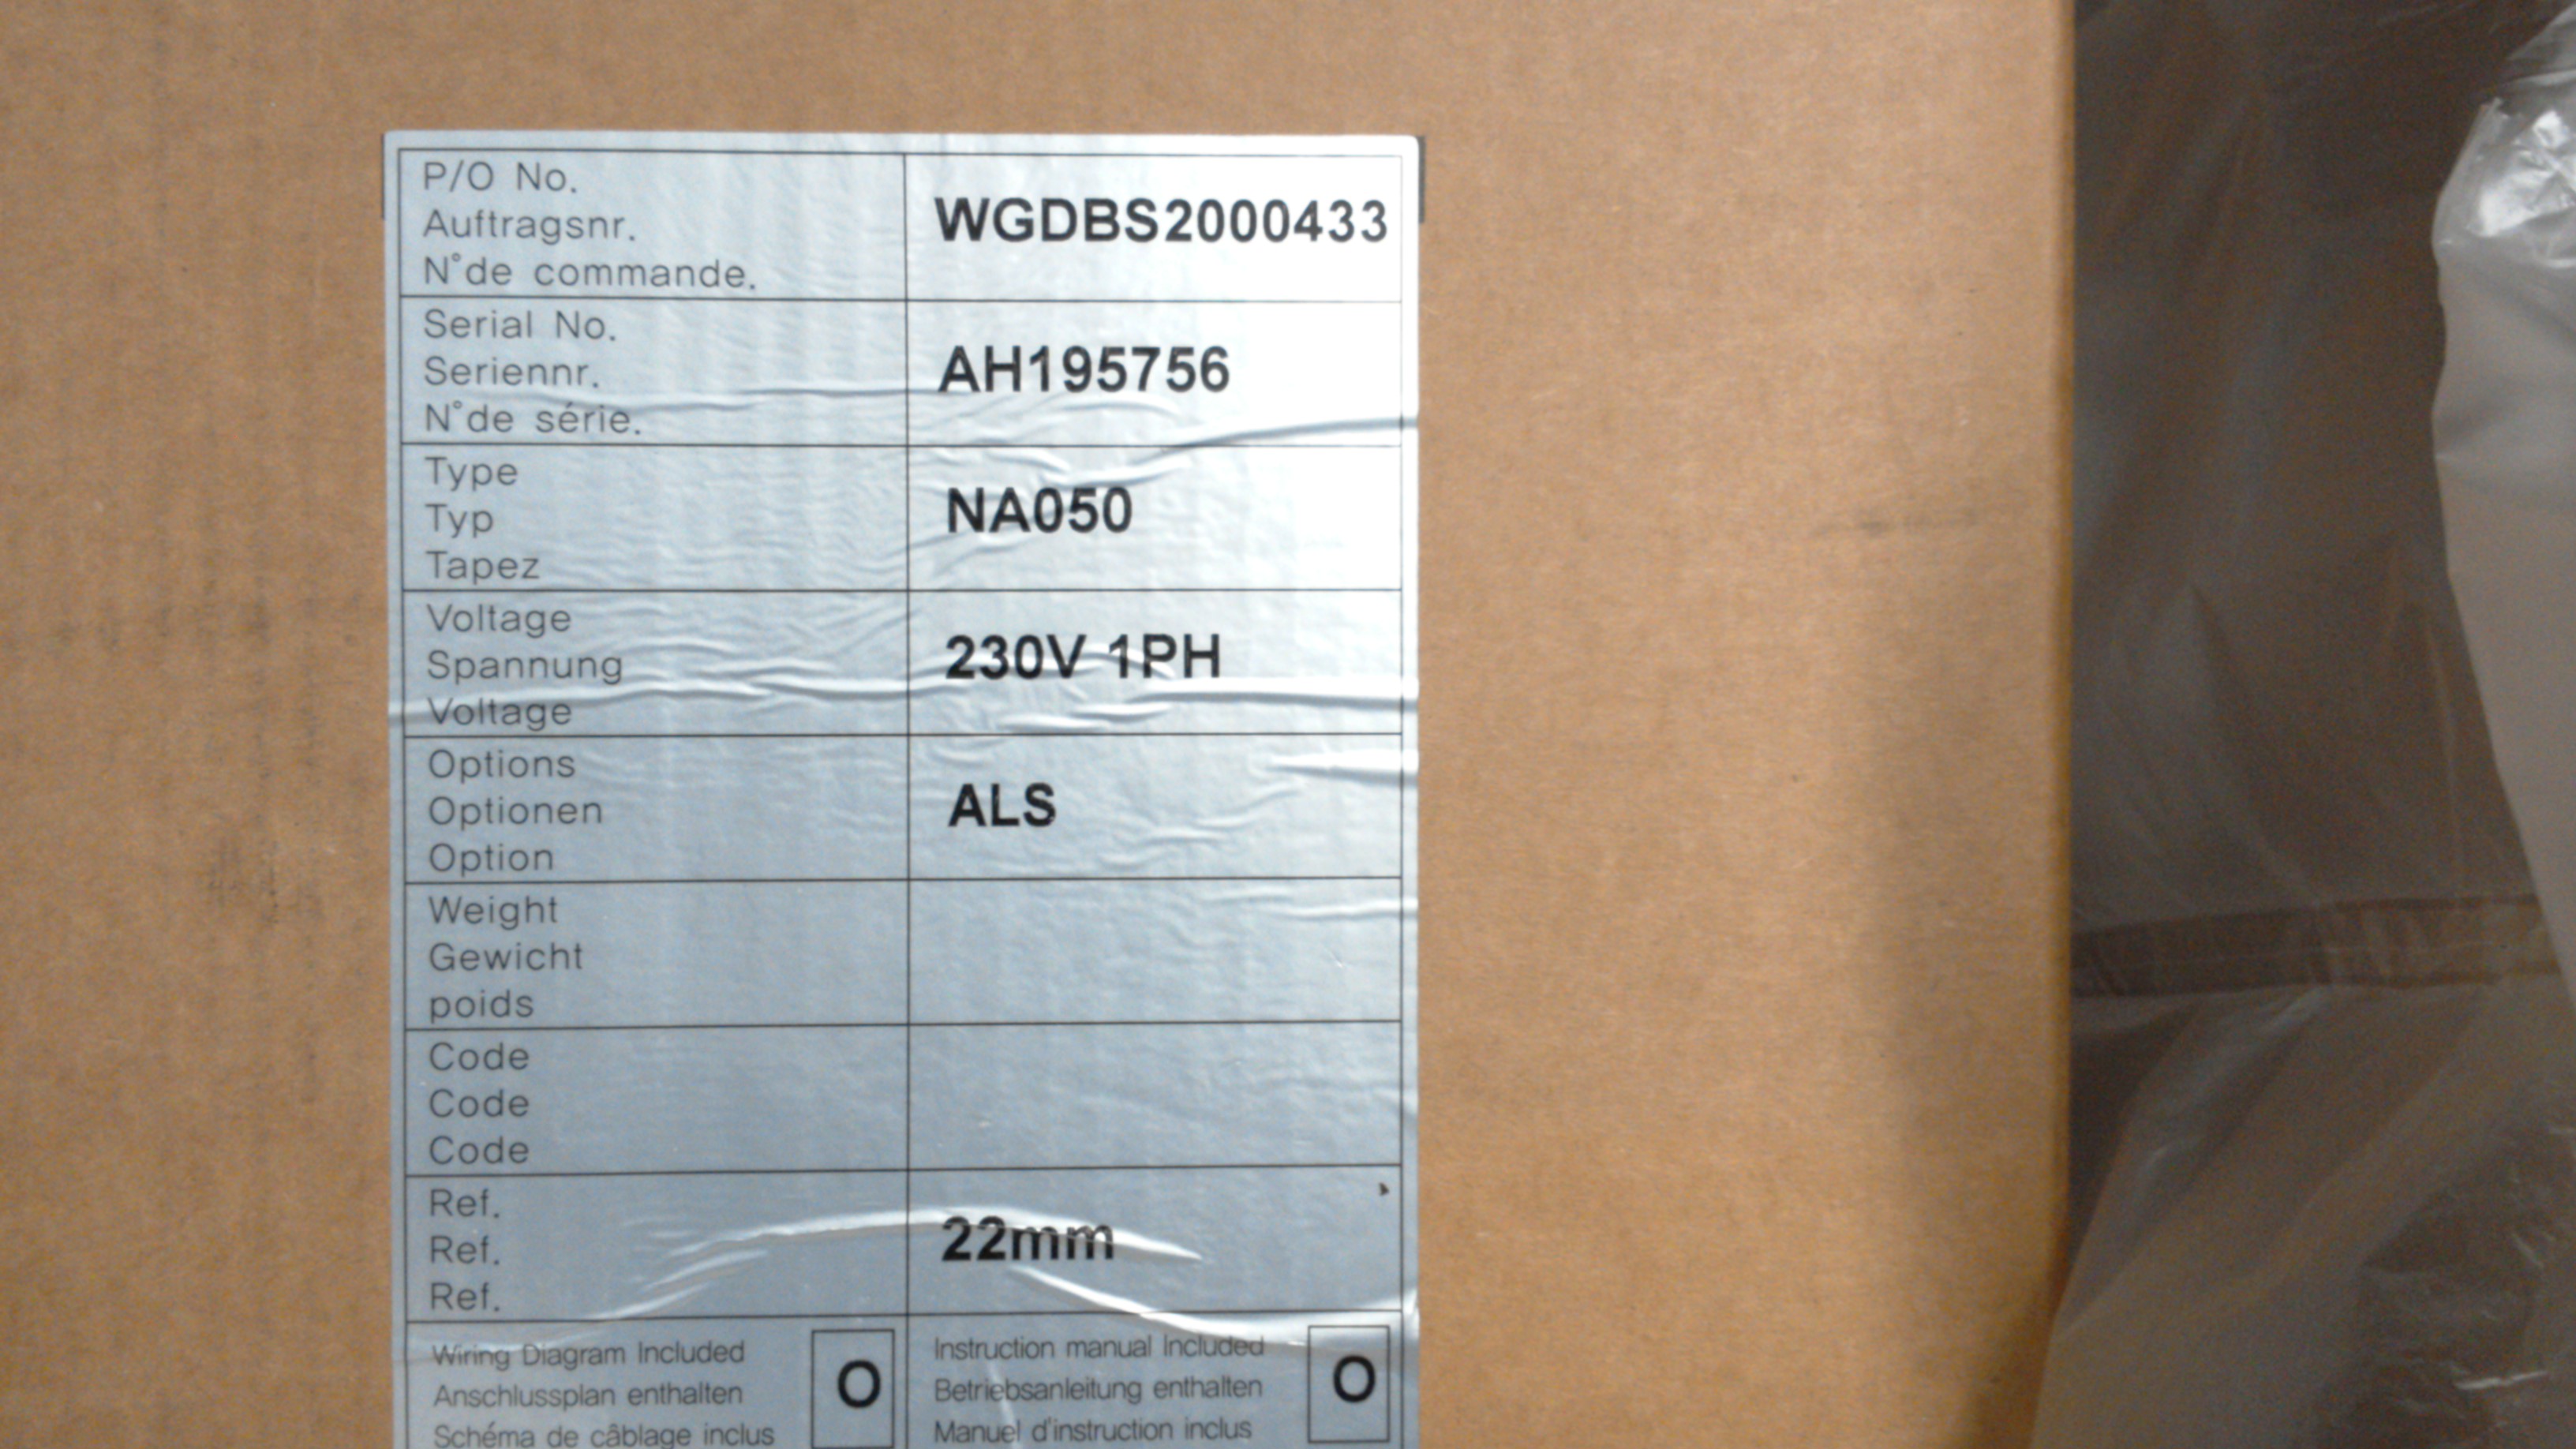 P/O No.
Auftragsnr.
N°de commande.
WGDBS2000433
Serial No.
Seriennr.
N°de série.
AH195756
Type
Typ
Tapez
NA050
Voltage
Spannung
Voltage
230V 1PH
Options
Optionen
Option
ALS
Weight
Gewicht
poids
Code
Code
Code
Ref.
Ref.
Ref.
22mm
Wiring Diagram Included
Anschlussplan enthalten
Schéma de câblage inclus
O
Instruction manual Included
Betriebsanleitung enthalten
Manuel d'instruction inclus
O